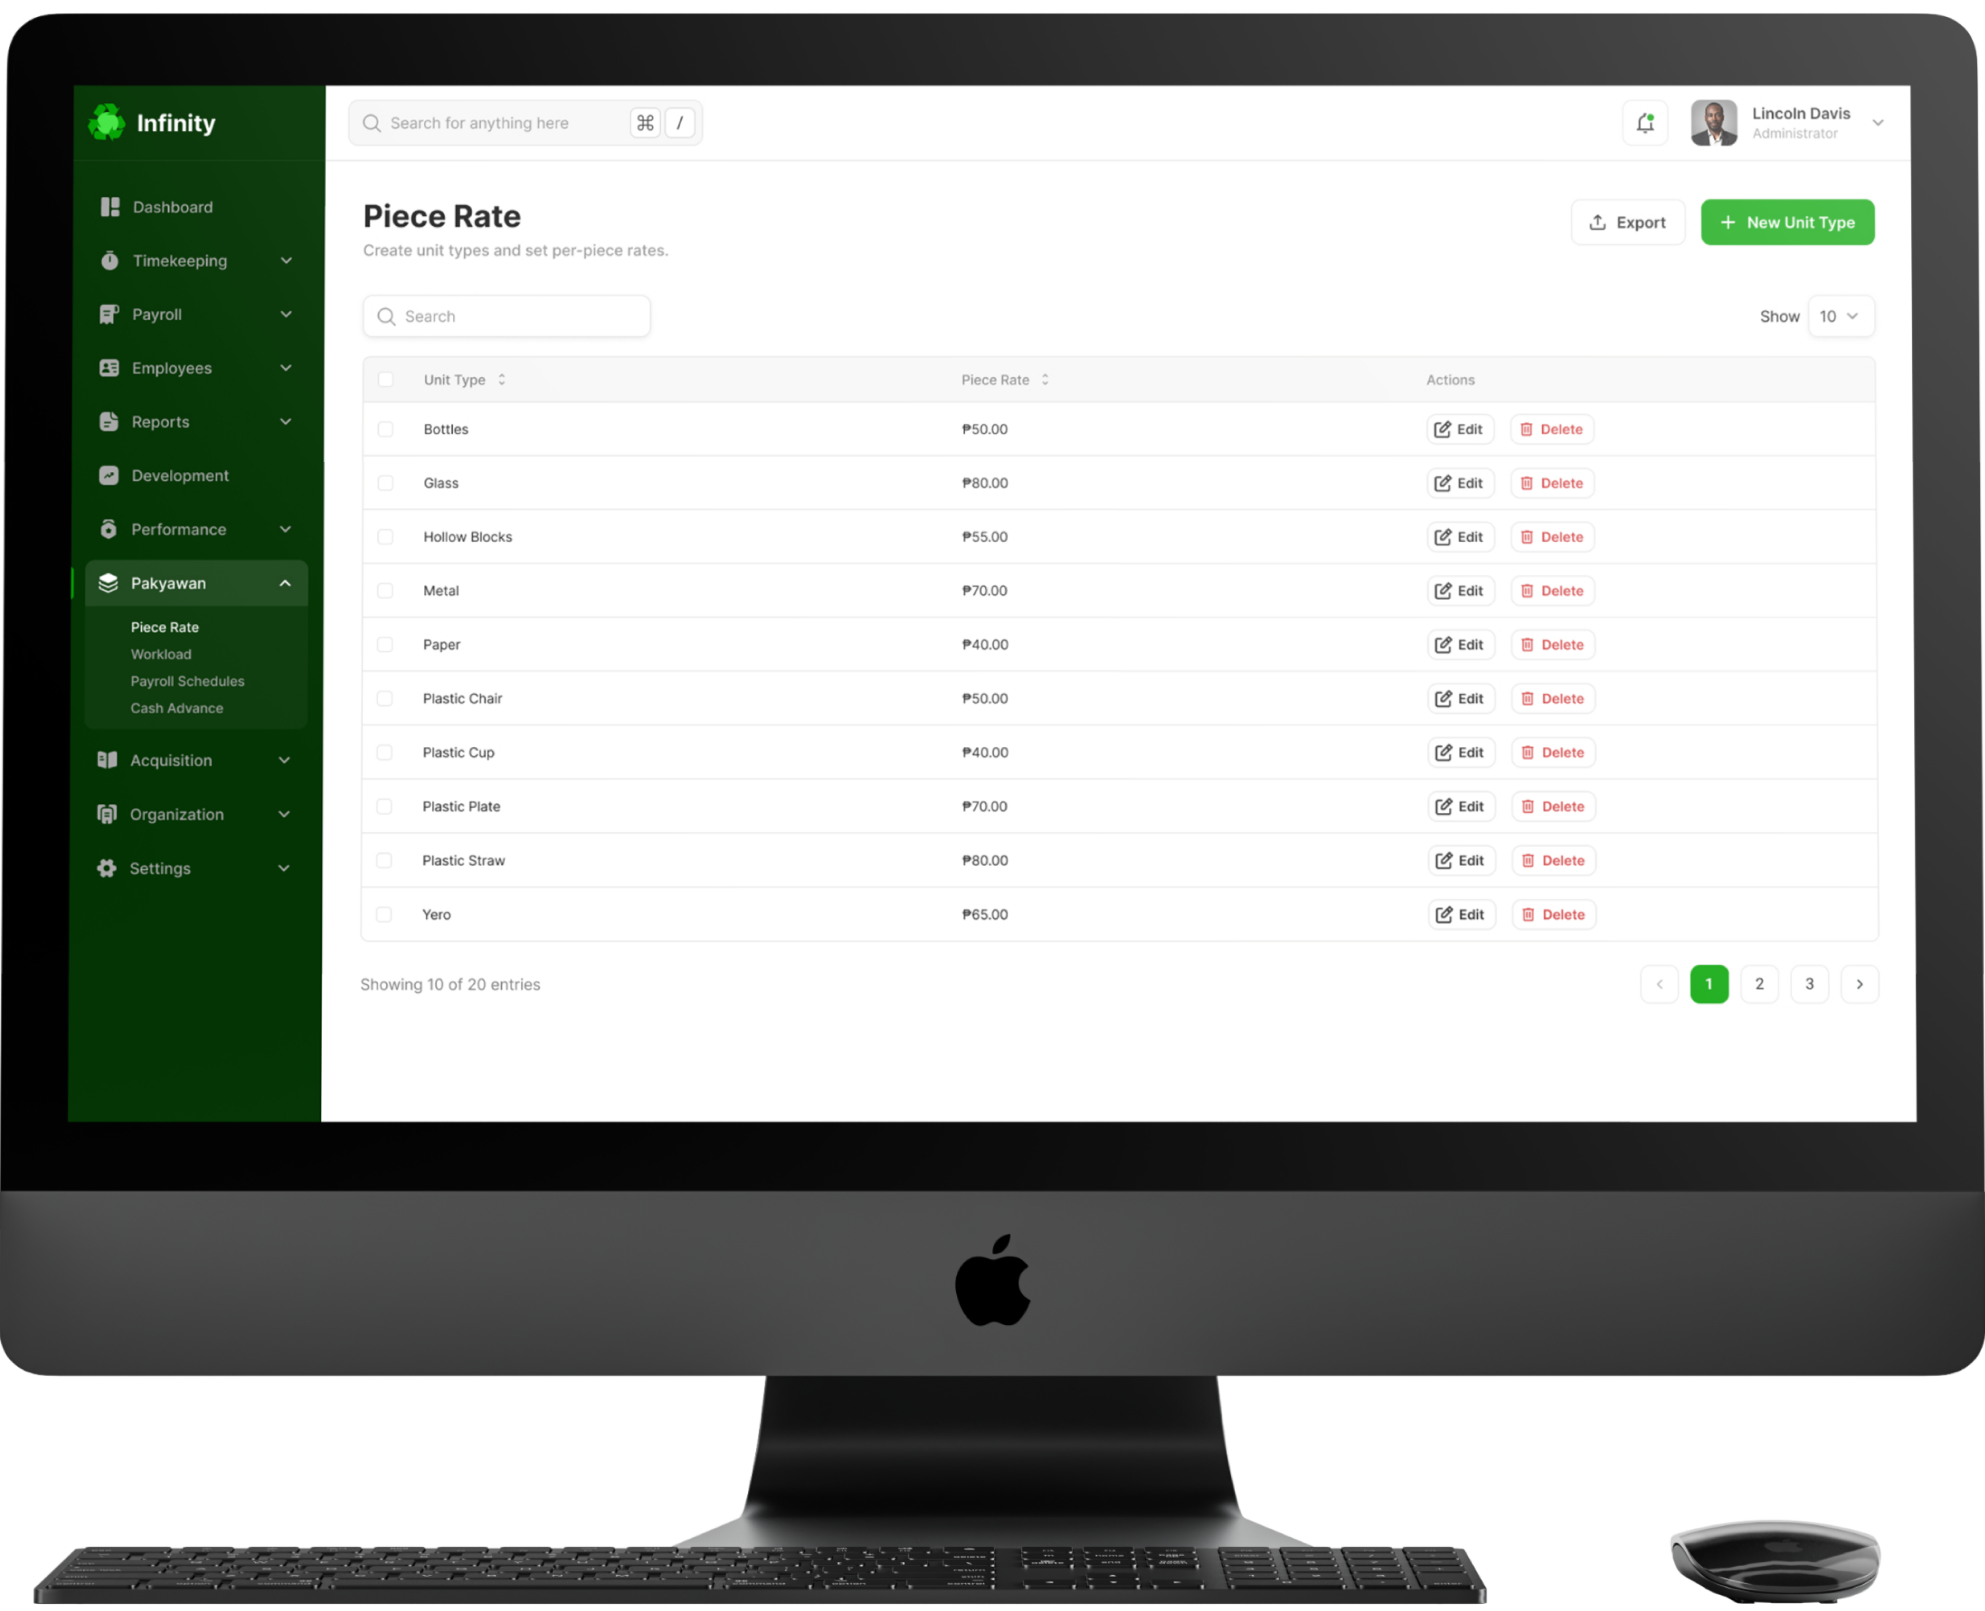 Infinity
Search for anything here ⌘ /
Lincoln Davis
Administrator
Dashboard
Timekeeping
Payroll
Employees
Reports
Development
Performance
Pakyawan
Piece Rate
Workload
Payroll Schedules
Cash Advance
Acquisition
Organization
Settings
Piece Rate
Create unit types and set per-piece rates.
Export
+ New Unit Type
Search
Show 10
Unit Type Piece Rate Actions
Bottles ₱50.00 Edit Delete
Glass ₱80.00 Edit Delete
Hollow Blocks ₱55.00 Edit Delete
Metal ₱70.00 Edit Delete
Paper ₱40.00 Edit Delete
Plastic Chair ₱50.00 Edit Delete
Plastic Cup ₱40.00 Edit Delete
Plastic Plate ₱70.00 Edit Delete
Plastic Straw ₱80.00 Edit Delete
Yero ₱65.00 Edit Delete
Showing 10 of 20 entries
< 1 2 3 >